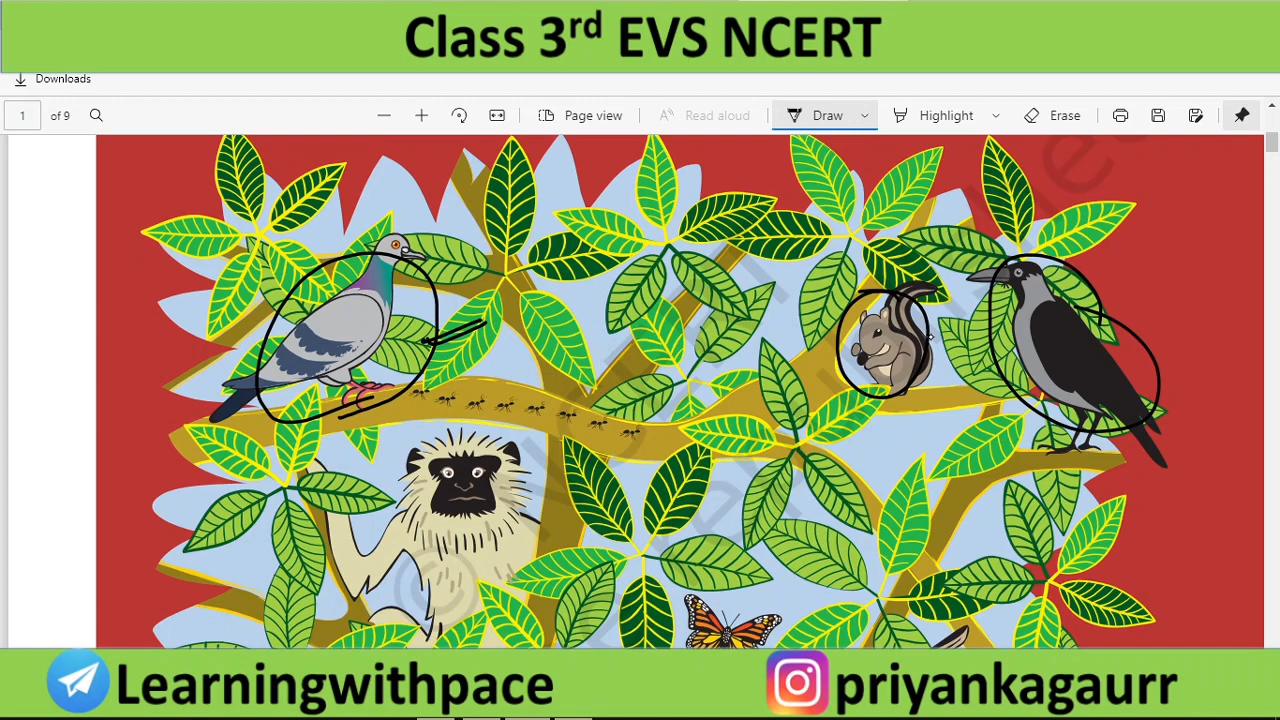 Class 3rd EVS NCERT
Downloads
1 of 9 Page view Read aloud Draw Highlight Erase
Learningwithpace priyankagaurr